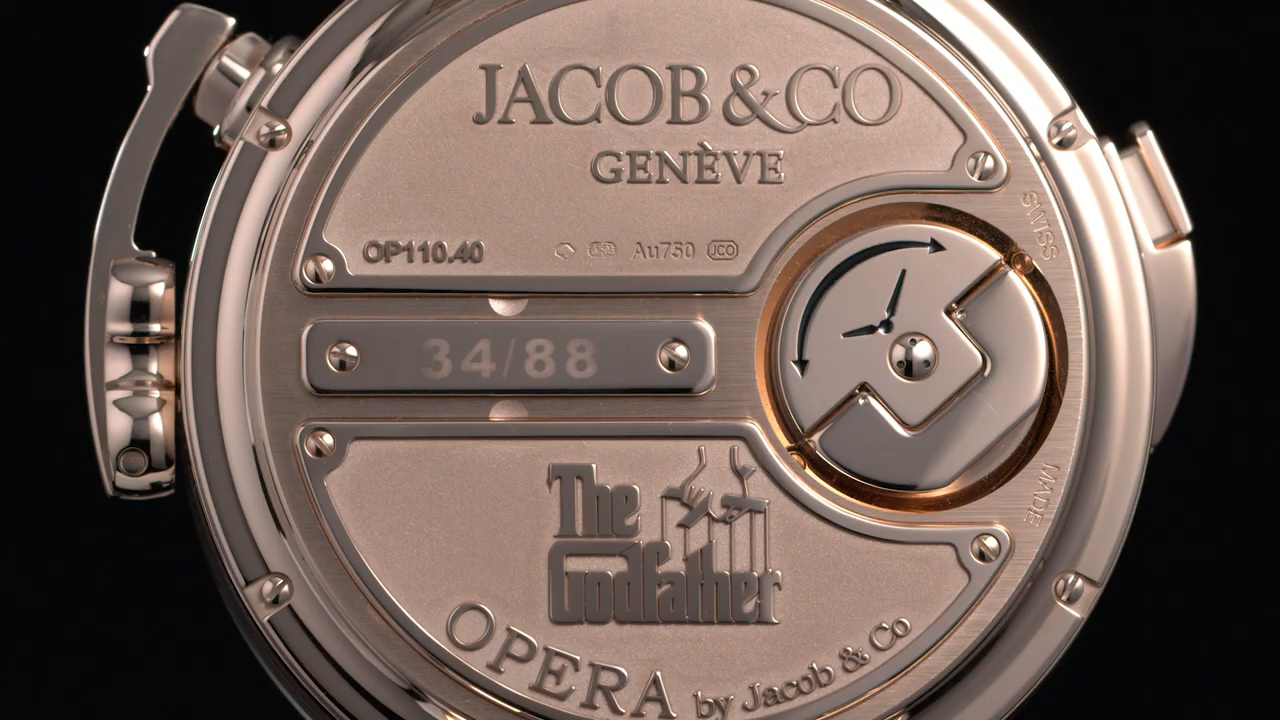 JACOB & CO
GENÈVE
OP110.40 Au750 JCO
SWISS
34/88
MADE
The
Godfather
OPERA by Jacob & Co